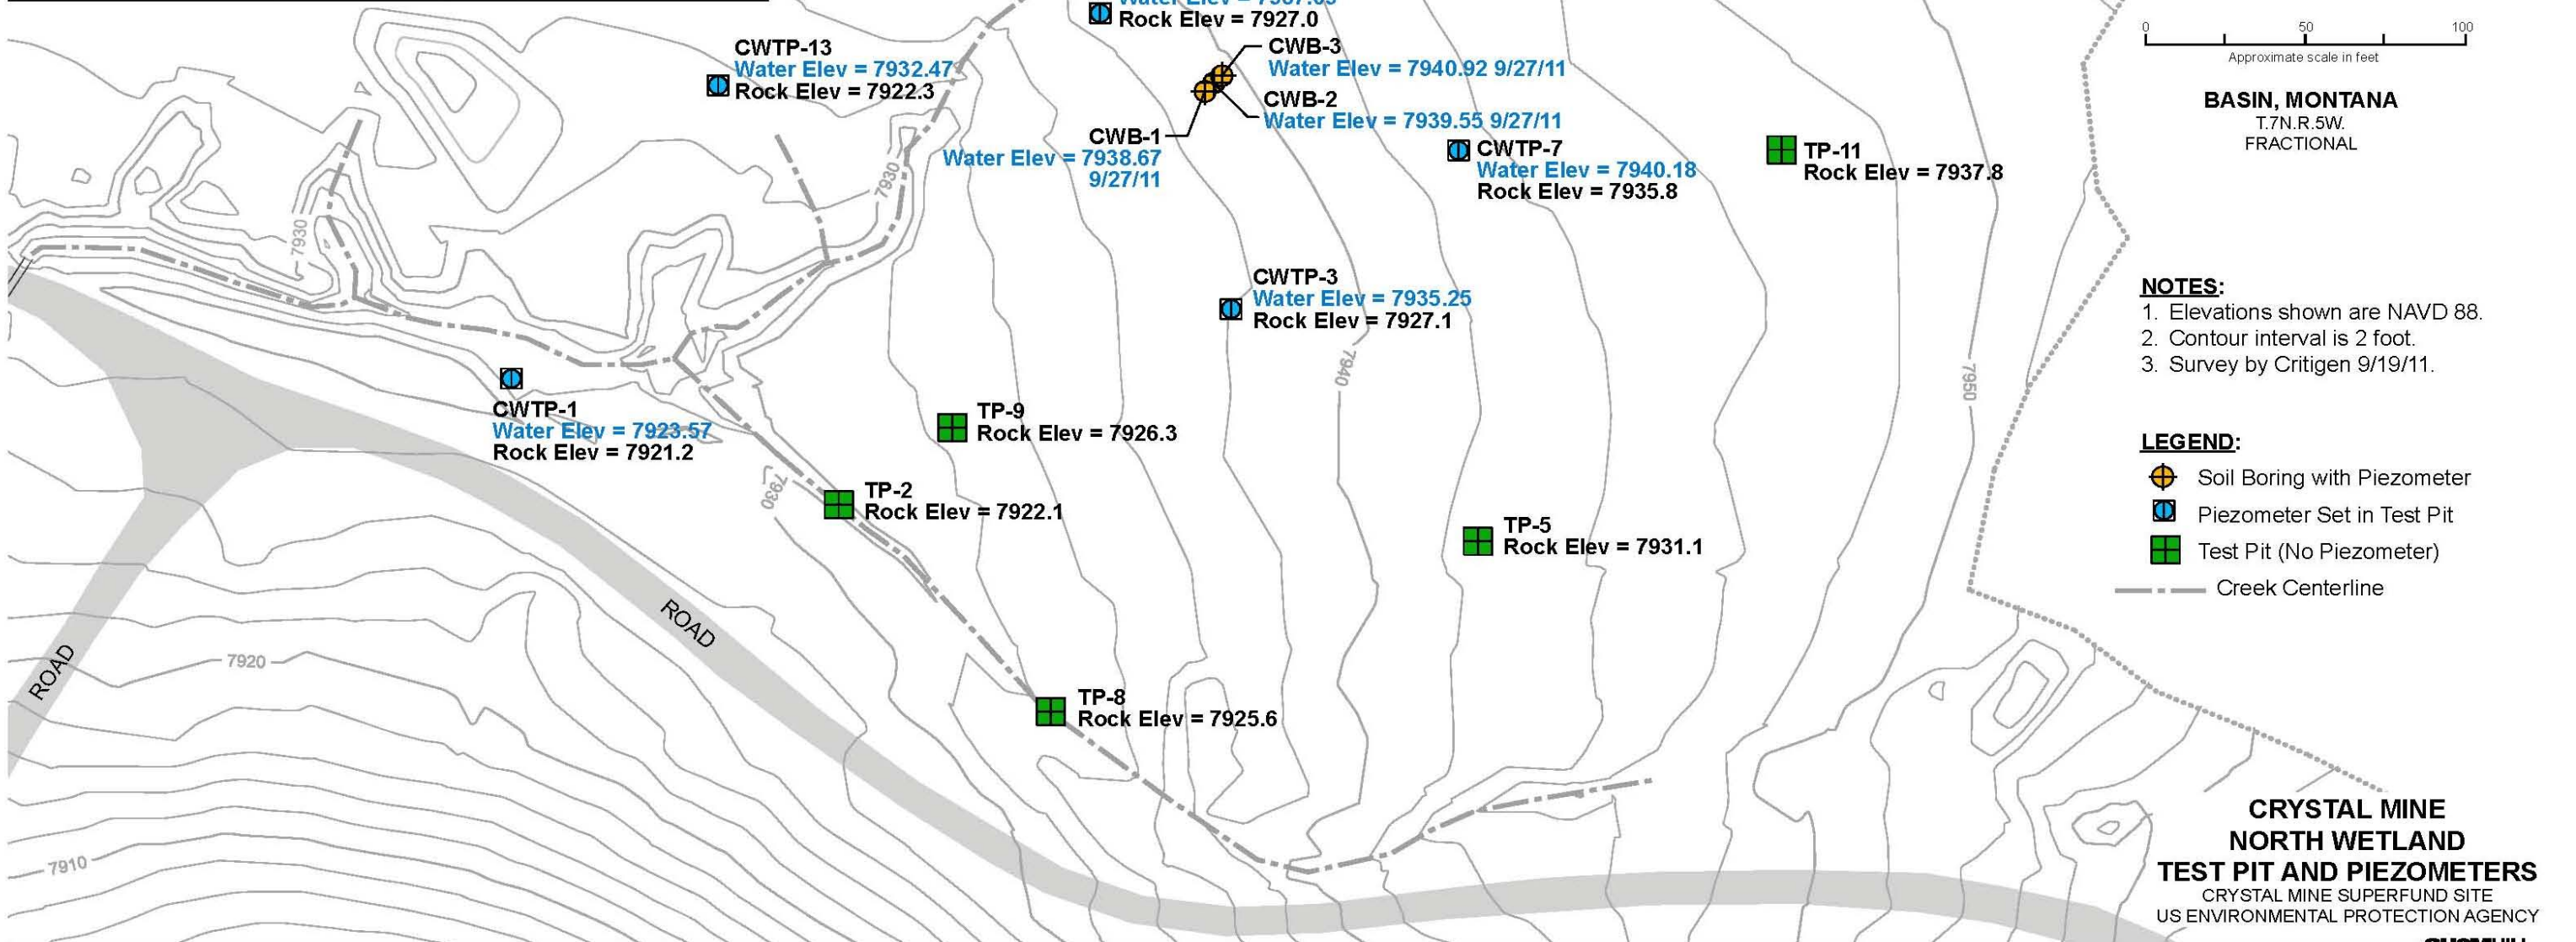 Rock Elev = 7927.0
CWTP-13
Water Elev = 7932.47
Rock Elev = 7922.3
CWB-3
Water Elev = 7940.92 9/27/11
CWB-2
Water Elev = 7939.55 9/27/11
CWB-1
Water Elev = 7938.67
9/27/11
CWTP-7
Water Elev = 7940.18
Rock Elev = 7935.8
TP-11
Rock Elev = 7937.8
0 50 100
Approximate scale in feet
BASIN, MONTANA
T.7N.R.5W.
FRACTIONAL
7930
7930
CWTP-3
Water Elev = 7935.25
Rock Elev = 7927.1
7940
7950
NOTES:
1. Elevations shown are NAVD 88.
2. Contour interval is 2 foot.
3. Survey by Critigen 9/19/11.
CWTP-1
Water Elev = 7923.57
Rock Elev = 7921.2
TP-9
Rock Elev = 7926.3
7930
TP-2
Rock Elev = 7922.1
TP-5
Rock Elev = 7931.1
LEGEND:
Soil Boring with Piezometer
Piezometer Set in Test Pit
Test Pit (No Piezometer)
Creek Centerline
ROAD
ROAD
7920
TP-8
Rock Elev = 7925.6
7910
CRYSTAL MINE
NORTH WETLAND
TEST PIT AND PIEZOMETERS
CRYSTAL MINE SUPERFUND SITE
US ENVIRONMENTAL PROTECTION AGENCY